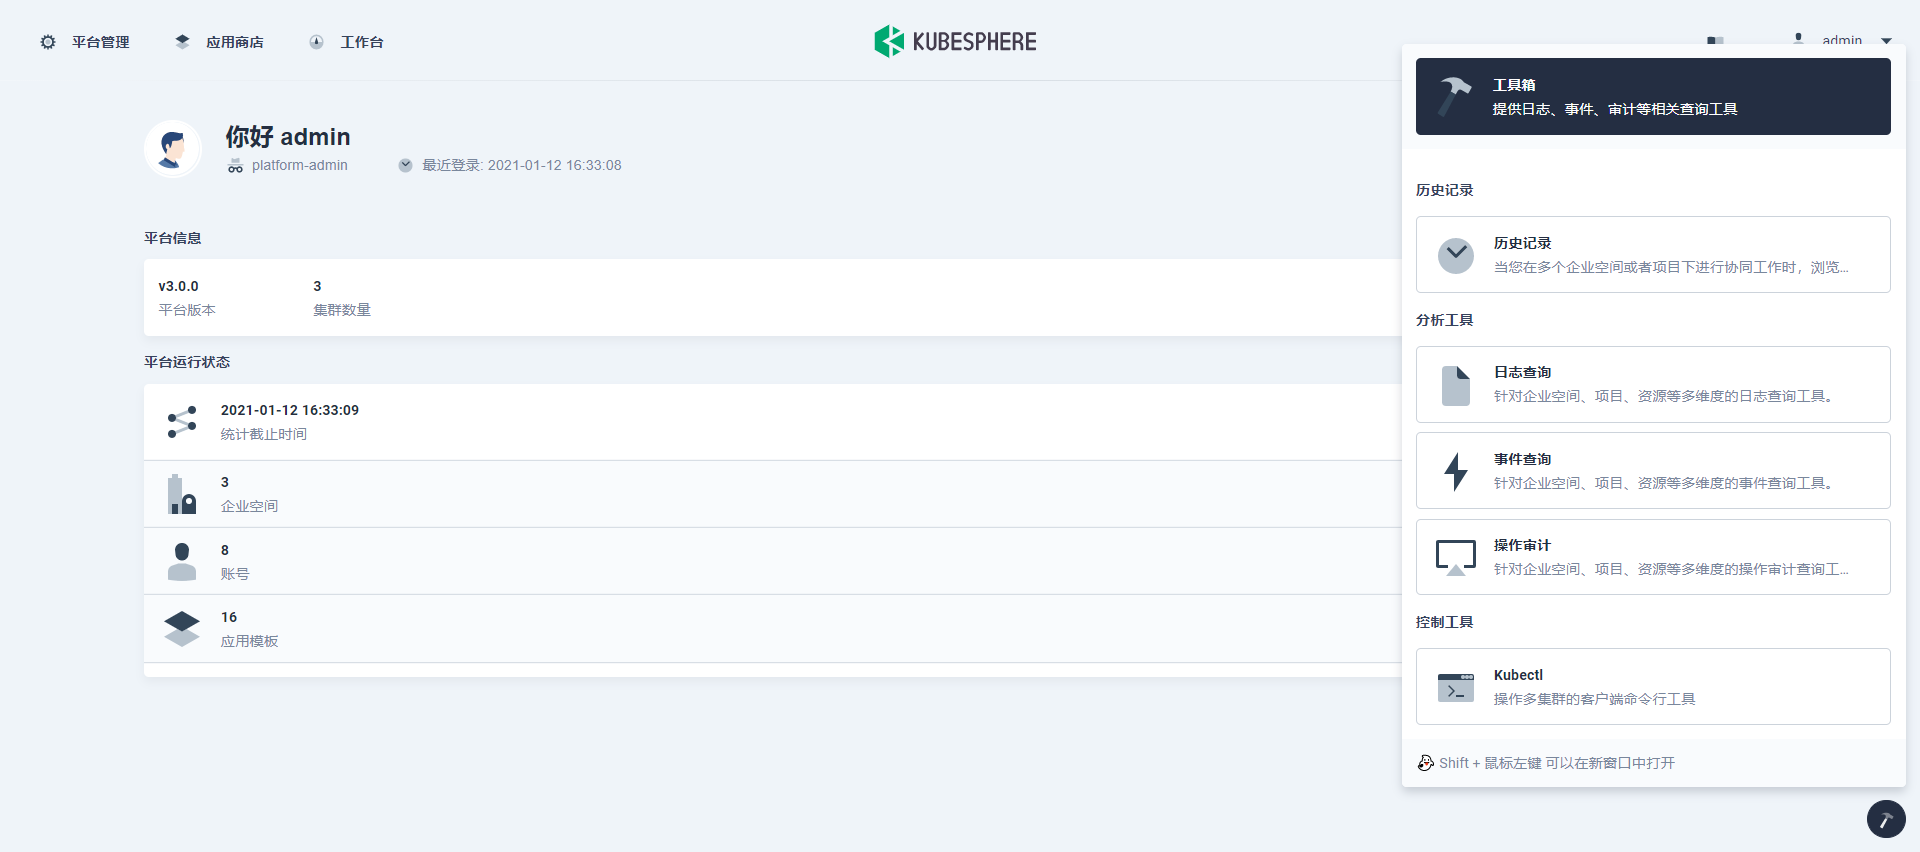 平台管理
应用商店
工作台
KUBESPHERE
admin
你好 admin
platform-admin
最近登录: 2021-01-12 16:33:08
平台信息
v3.0.0
平台版本
3
集群数量
平台运行状态
2021-01-12 16:33:09
统计截止时间
3
企业空间
8
账号
16
应用模板
工具箱
提供日志、事件、审计等相关查询工具
历史记录
历史记录
当您在多个企业空间或者项目下进行协同工作时，浏览...
分析工具
日志查询
针对企业空间、项目、资源等多维度的日志查询工具。
事件查询
针对企业空间、项目、资源等多维度的事件查询工具。
操作审计
针对企业空间、项目、资源等多维度的操作审计查询工...
控制工具
Kubectl
操作多集群的客户端命令行工具
Shift + 鼠标左键 可以在新窗口中打开